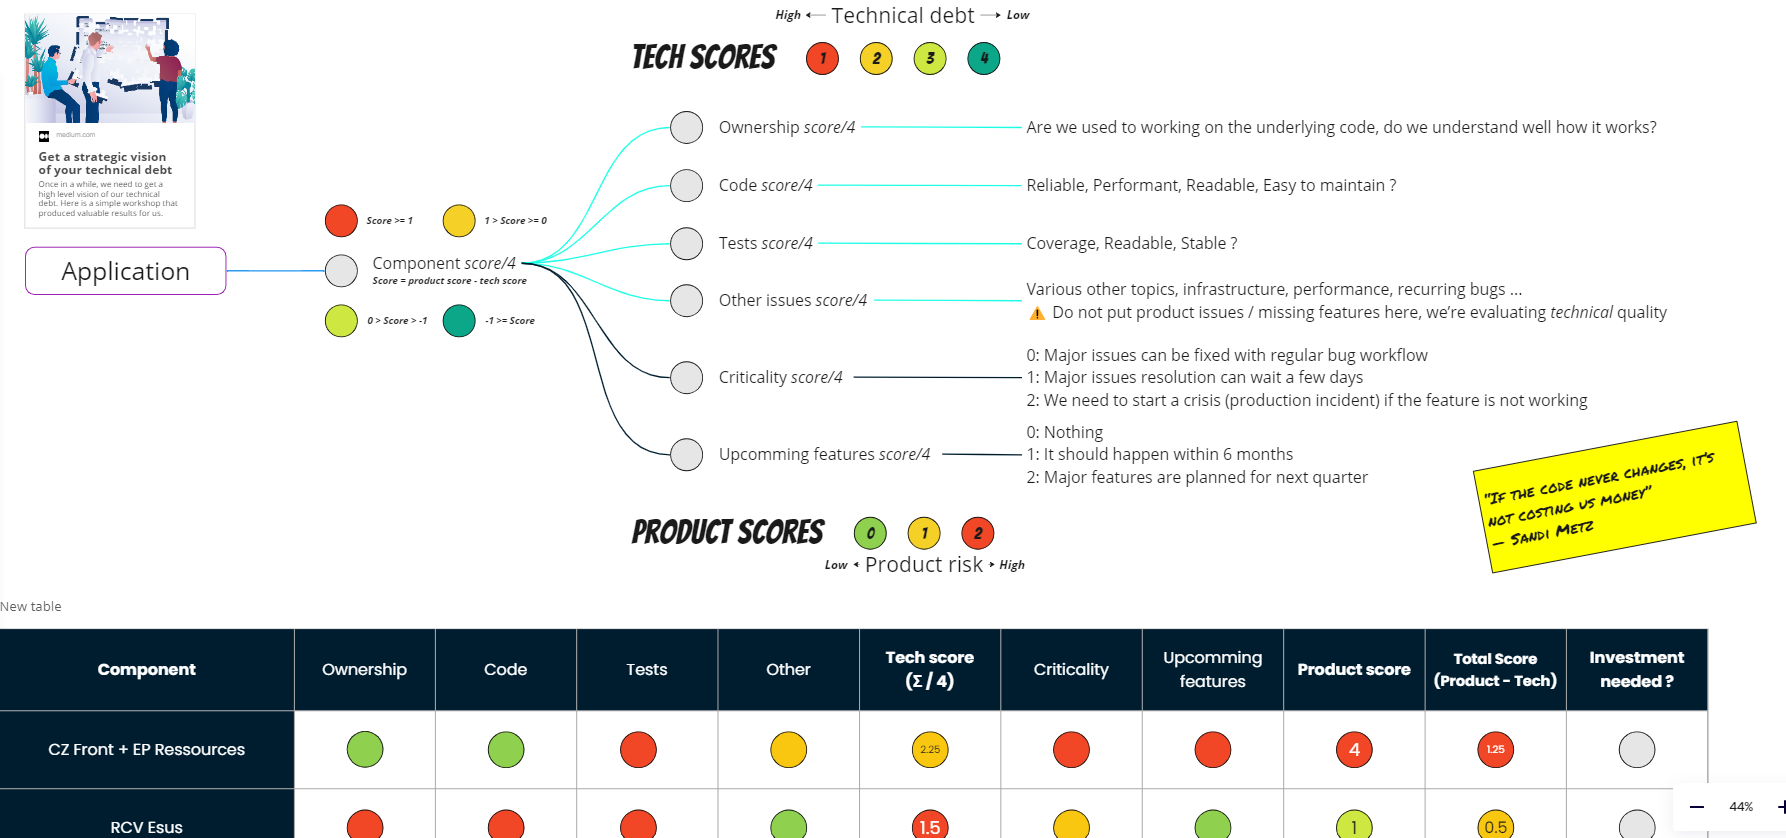 High ← Technical debt → Low
TECH SCORES 1 2 3 4
medium.com
Get a strategic vision
of your technical debt
Once in a while, we need to get a
high level vision of our technical
debt. Here is a simple workshop that
produced valuable results for us.
Application
Score >= 1
1 > Score >= 0
Component score/4
Score = product score - tech score
0 > Score > -1
-1 >= Score
Ownership score/4
Are we used to working on the underlying code, do we understand well how it works?
Code score/4
Reliable, Performant, Readable, Easy to maintain ?
Tests score/4
Coverage, Readable, Stable ?
Other issues score/4
Various other topics, infrastructure, performance, recurring bugs ...
⚠ Do not put product issues / missing features here, we’re evaluating technical quality
Criticality score/4
0: Major issues can be fixed with regular bug workflow
1: Major issues resolution can wait a few days
2: We need to start a crisis (production incident) if the feature is not working
Upcomming features score/4
0: Nothing
1: It should happen within 6 months
2: Major features are planned for next quarter
"If the code never changes, it's
not costing us money"
— Sandi Metz
PRODUCT SCORES 0 1 2
Low ◂ Product risk ▸ High
New table
Component
Ownership
Code
Tests
Other
Tech score
(Σ / 4)
Criticality
Upcomming
features
Product score
Total Score
(Product - Tech)
Investment
needed ?
CZ Front + EP Ressources
2.25
4
1.25
RCV Esus
1.5
1
0.5
− 44% +